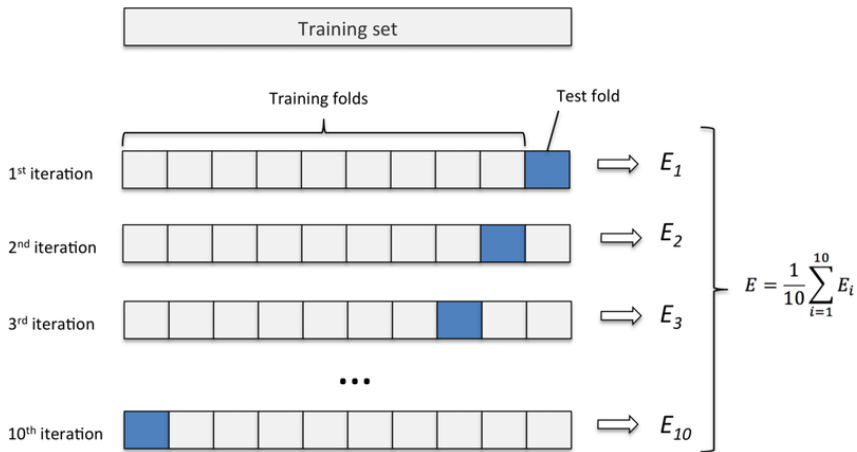 Training set
Training folds
Test fold
1st iteration
E1
2nd iteration
E2
3rd iteration
E3
E = 1/10 10∑i=1 Ei
...
10th iteration
E10